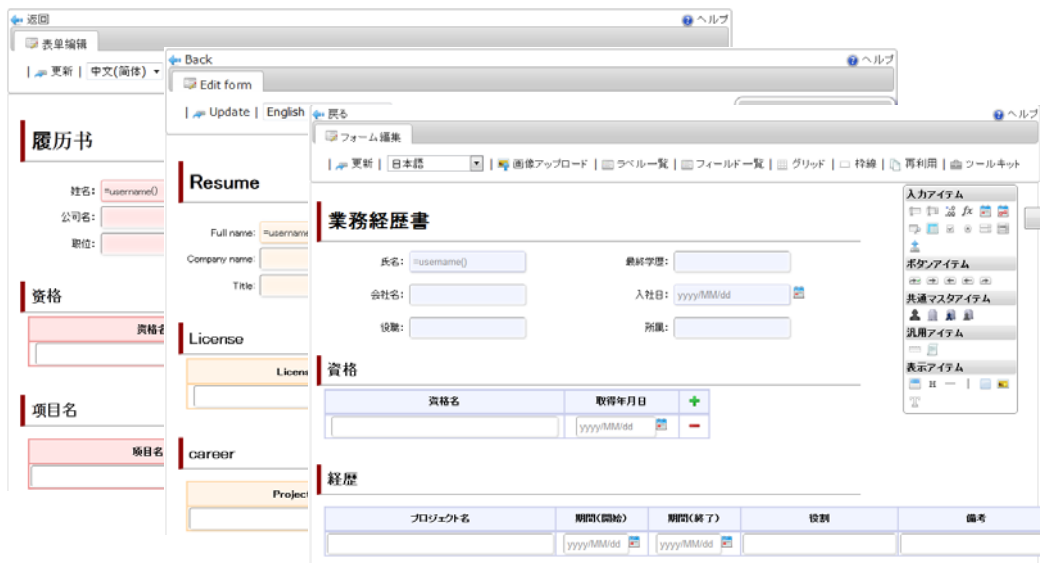 返回
ヘルプ
表单编辑
| 更新 | 中文(简体)
履历书
姓名: =username()
公司名:
职位:
资格
资格名
项目名
项目名
Back
ヘルプ
Edit form
| Update | English
Resume
Full name: =username
Company name:
Title:
License
Licen
career
Projec
戻る
ヘルプ
フォーム編集
| 更新 | 日本語 | 画像アップロード | ラベル一覧 | フィールド一覧 | グリッド | 枠線 | 再利用 | ツールキット
業務経歴書
氏名: =username() 最終学歴:
会社名: 入社日: yyyy/MM/dd
役職: 所属:
資格
資格名 取得年月日
yyyy/MM/dd
経歴
プロジェクト名 期間(開始) 期間(終了) 役割 備考
yyyy/MM/dd yyyy/MM/dd
入力アイテム
fx
ボタンアイテム
共通マスタアイテム
汎用アイテム
表示アイテム
H